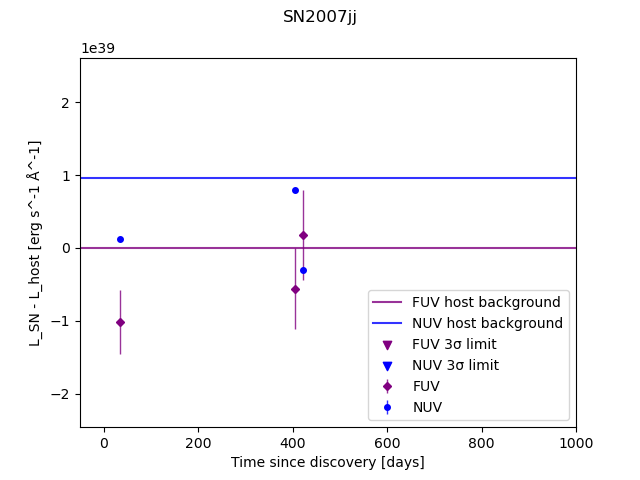 SN2007jj
1e39
L_SN - L_host [erg s^-1 Å^-1]
2
1
0
−1
−2
0 200 400 600 800 1000
Time since discovery [days]
FUV host background
NUV host background
FUV 3σ limit
NUV 3σ limit
FUV
NUV